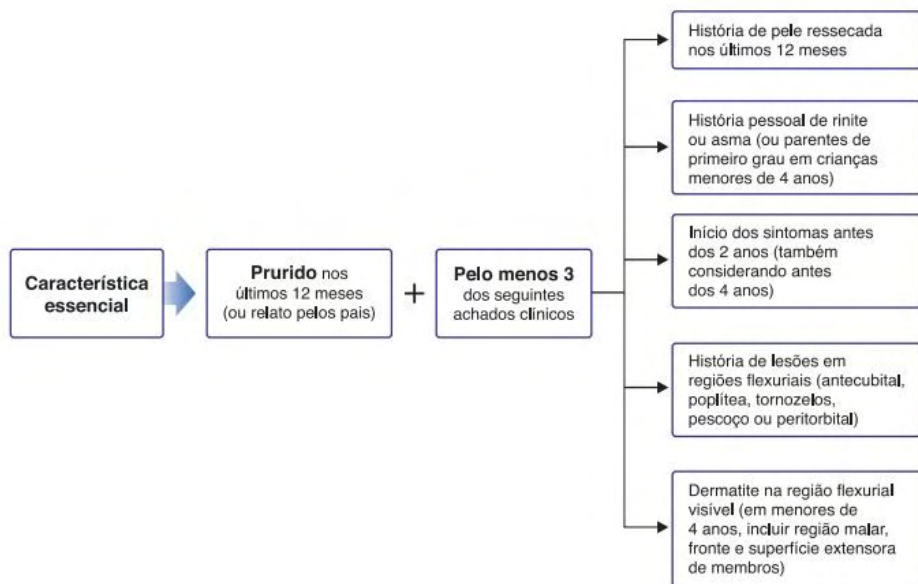 Característica
essencial
Prurido nos
últimos 12 meses
(ou relato pelos pais)
+
Pelo menos 3
dos seguintes
achados clínicos
História de pele ressecada
nos últimos 12 meses
História pessoal de rinite
ou asma (ou parentes de
primeiro grau em crianças
menores de 4 anos)
Início dos sintomas antes
dos 2 anos (também
considerando antes
dos 4 anos)
História de lesões em
regiões flexuriais (antecubital,
poplítea, tornozelos,
pescoço ou peritorbital)
Dermatite na região flexurial
visível (em menores de
4 anos, incluir região malar,
fronte e superfície extensora
de membros)